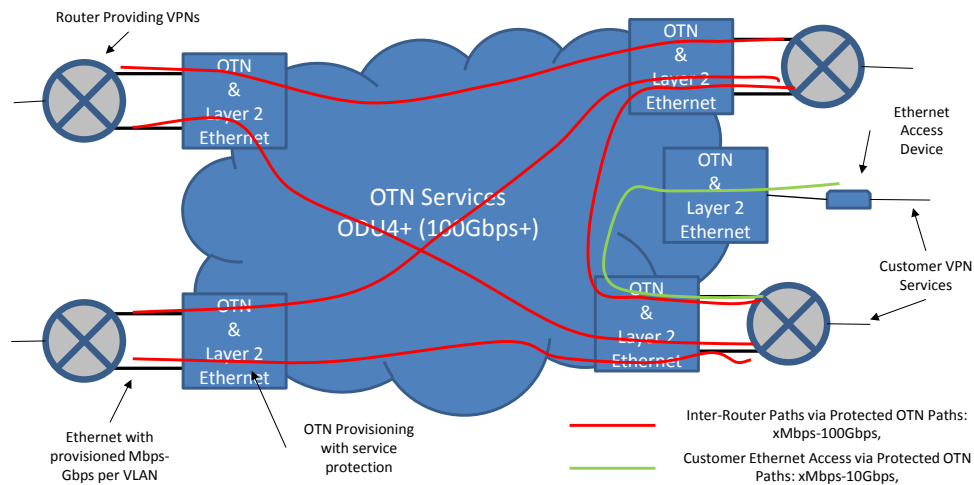 Router Providing VPNs
OTN
&
Layer 2
Ethernet
OTN
&
Layer 2
Ethernet
Ethernet
Access
Device
OTN
&
Layer 2
Ethernet
OTN Services
ODU4+ (100Gbps+)
Customer VPN
Services
OTN
&
Layer 2
Ethernet
OTN
&
Layer 2
Ethernet
Ethernet with
provisioned Mbps-
Gbps per VLAN
OTN Provisioning
with service
protection
Inter-Router Paths via Protected OTN Paths:
xMbps-100Gbps,
Customer Ethernet Access via Protected OTN
Paths: xMbps-10Gbps,